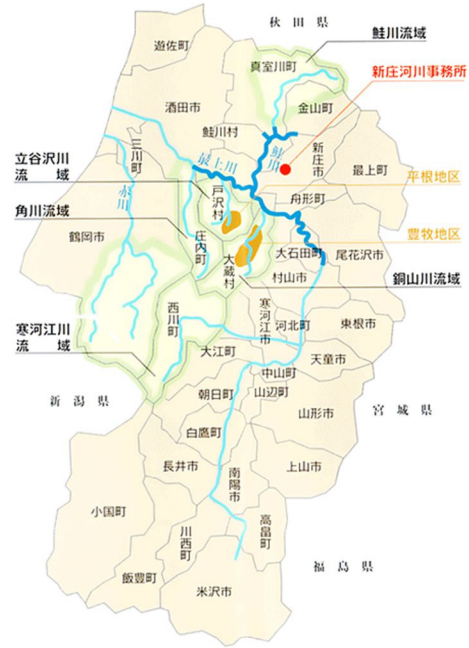 秋田県
鮭川流域
遊佐町
真室川町
新庄河川事務所
金山町
酒田市
鮭川村
鮭川
新庄市
最上町
三川町
最上川
立谷沢川
流域
平根地区
赤川
戸沢村
舟形町
角川流域
豊牧地区
鶴岡市
庄内町
大石田町
尾花沢市
大蔵村
村山市
銅山川流域
西川町
寒河江市
河北町
東根市
寒河江川
流域
大江町
天童市
中山町
朝日町
山辺町
新潟県
山形市
宮城県
白鷹町
長井市
南陽市
上山市
小国町
高畠町
川西町
福島県
飯豊町
米沢市